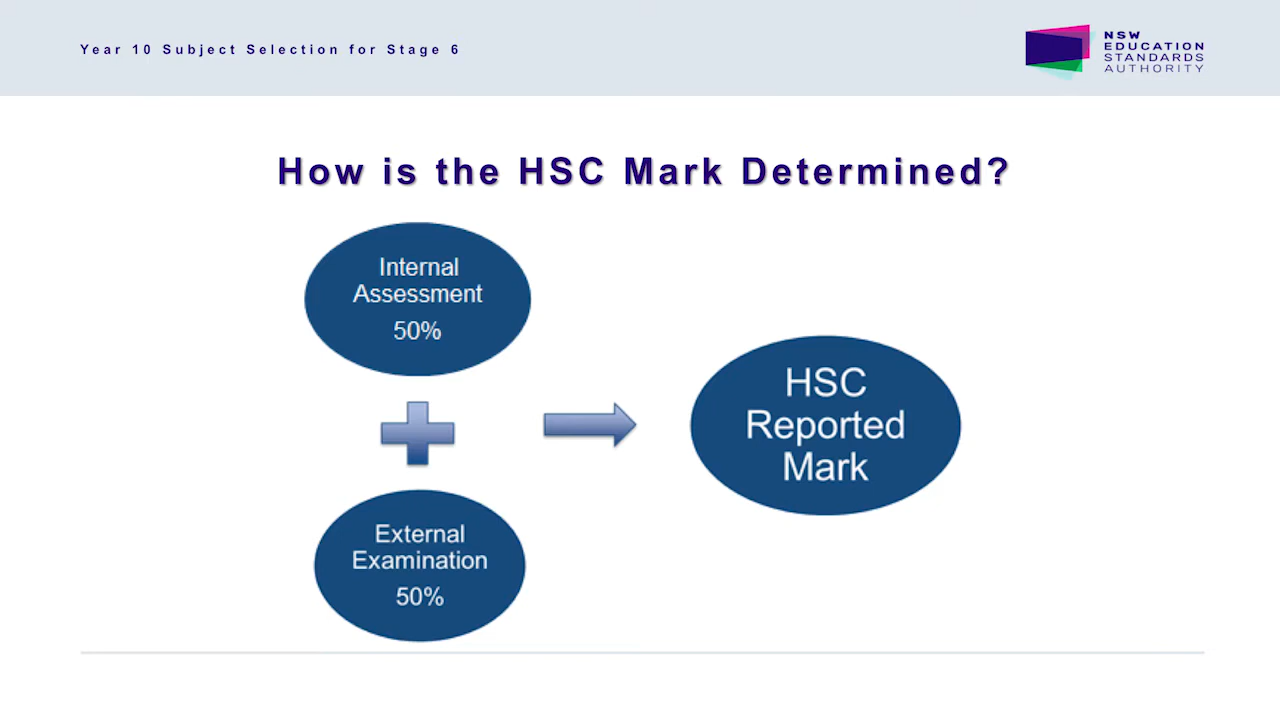 Year 10 Subject Selection for Stage 6
NSW
EDUCATION
STANDARDS
AUTHORITY
How is the HSC Mark Determined?
Internal
Assessment
50%
External
Examination
50%
HSC
Reported
Mark